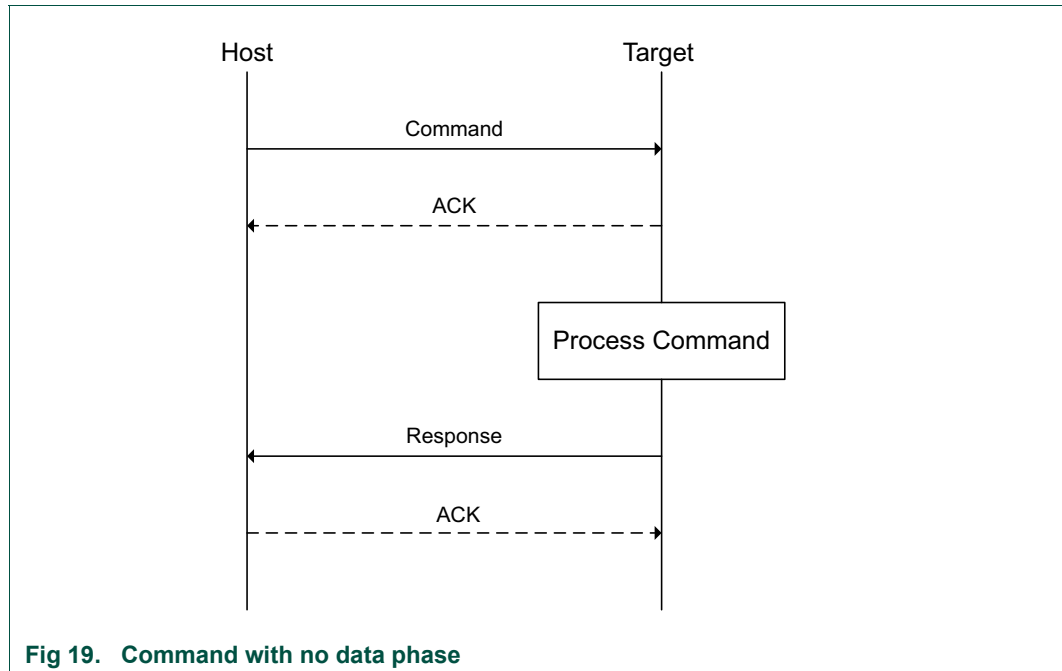 Host
Target
Command
ACK
Process Command
Response
ACK
Fig 19. Command with no data phase